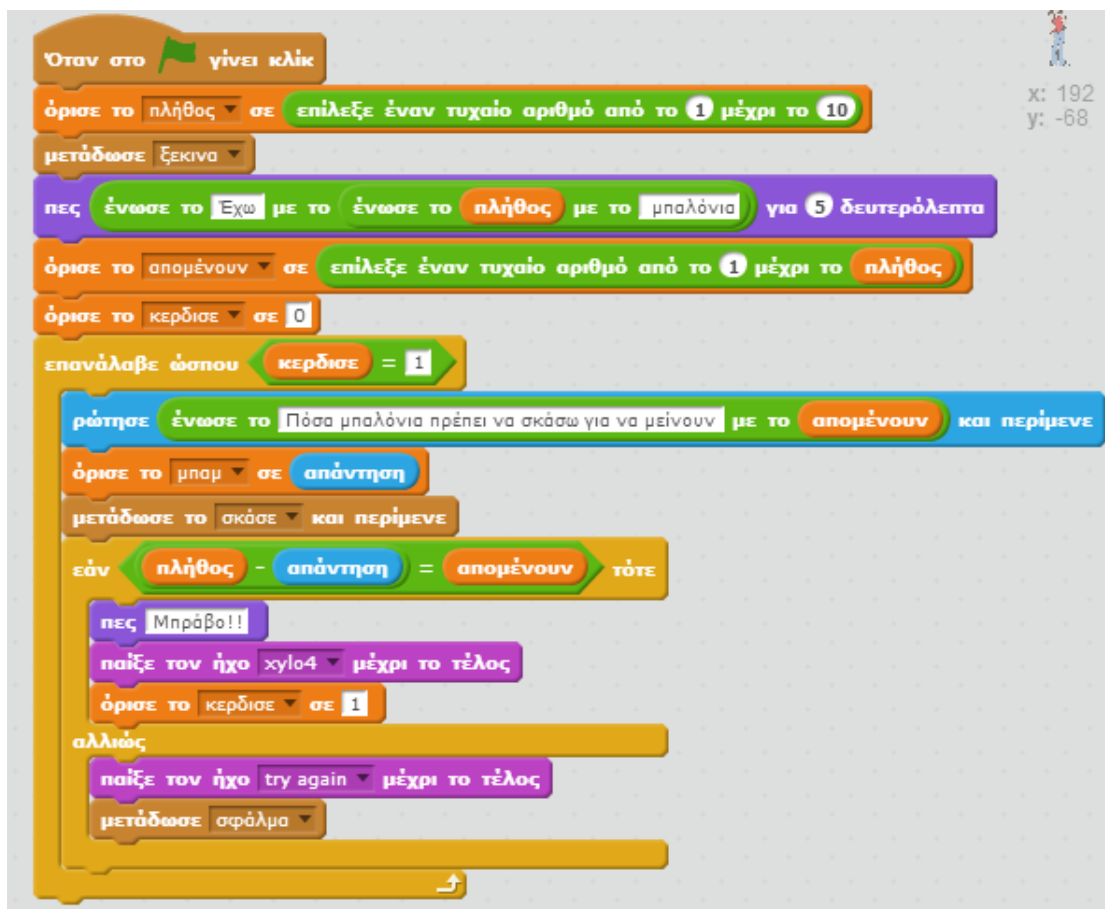 Όταν στο γίνει κλίκ
όρισε το πλήθος σε επίλεξε έναν τυχαίο αριθμό από το 1 μέχρι το 10
μετάδωσε ξεκινα
πες ένωσε το Έχω με το ένωσε το πλήθος με το μπαλόνια για 5 δευτερόλεπτα
όρισε το απομένουν σε επίλεξε έναν τυχαίο αριθμό από το 1 μέχρι το πλήθος
όρισε το κερδισε σε 0
επανάλαβε ώσπου κερδισε = 1
ρώτησε ένωσε το Πόσα μπαλόνια πρέπει να σκάσω για να μείνουν με το απομένουν και περίμενε
όρισε το μπαμ σε απάντηση
μετάδωσε το σκάσε και περίμενε
εάν πλήθος - απάντηση = απομένουν τότε
πες Μπράβο!!
παίξε τον ήχο xylo4 μέχρι το τέλος
όρισε το κερδισε σε 1
αλλιώς
παίξε τον ήχο try again μέχρι το τέλος
μετάδωσε σφάλμα
x: 192
y: -68